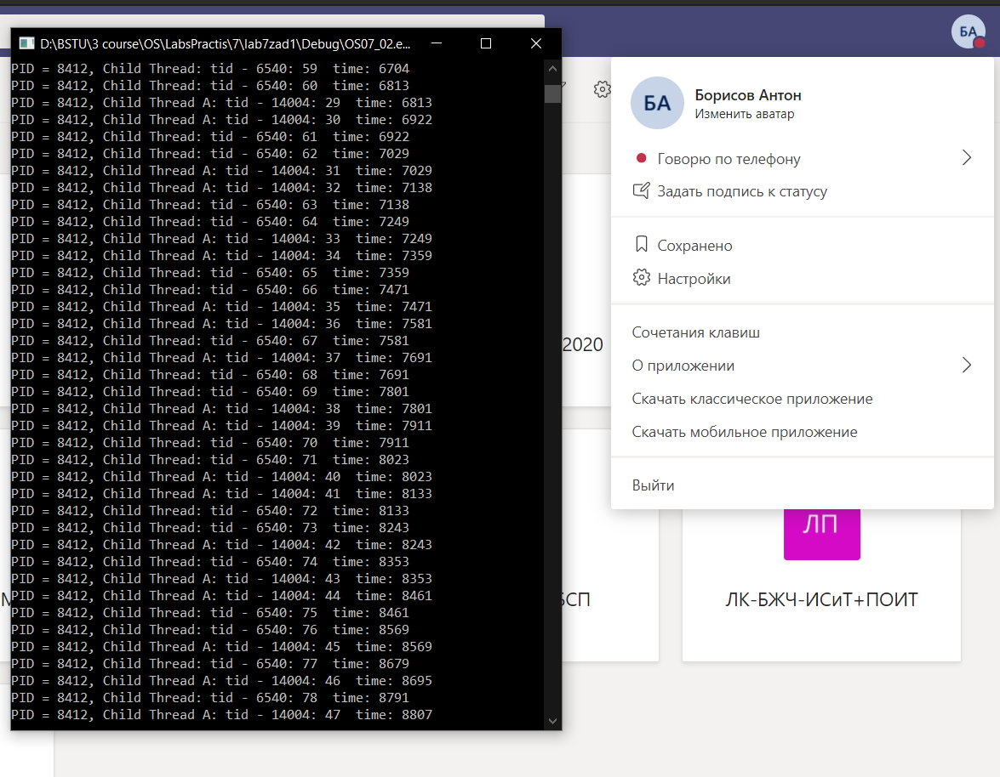 D:\BSTU\3 course\OS\LabsPractis\7\lab7zad1\Debug\OS07_02.e...
PID = 8412, Child Thread: tid - 6540: 59  time: 6704
PID = 8412, Child Thread: tid - 6540: 60  time: 6813
PID = 8412, Child Thread A: tid - 14004: 29  time: 6813
PID = 8412, Child Thread A: tid - 14004: 30  time: 6922
PID = 8412, Child Thread: tid - 6540: 61  time: 6922
PID = 8412, Child Thread: tid - 6540: 62  time: 7029
PID = 8412, Child Thread A: tid - 14004: 31  time: 7029
PID = 8412, Child Thread A: tid - 14004: 32  time: 7138
PID = 8412, Child Thread: tid - 6540: 63  time: 7138
PID = 8412, Child Thread: tid - 6540: 64  time: 7249
PID = 8412, Child Thread A: tid - 14004: 33  time: 7249
PID = 8412, Child Thread A: tid - 14004: 34  time: 7359
PID = 8412, Child Thread: tid - 6540: 65  time: 7359
PID = 8412, Child Thread: tid - 6540: 66  time: 7471
PID = 8412, Child Thread A: tid - 14004: 35  time: 7471
PID = 8412, Child Thread A: tid - 14004: 36  time: 7581
PID = 8412, Child Thread: tid - 6540: 67  time: 7581
PID = 8412, Child Thread A: tid - 14004: 37  time: 7691
PID = 8412, Child Thread: tid - 6540: 68  time: 7691
PID = 8412, Child Thread: tid - 6540: 69  time: 7801
PID = 8412, Child Thread A: tid - 14004: 38  time: 7801
PID = 8412, Child Thread A: tid - 14004: 39  time: 7911
PID = 8412, Child Thread: tid - 6540: 70  time: 7911
PID = 8412, Child Thread: tid - 6540: 71  time: 8023
PID = 8412, Child Thread A: tid - 14004: 40  time: 8023
PID = 8412, Child Thread A: tid - 14004: 41  time: 8133
PID = 8412, Child Thread: tid - 6540: 72  time: 8133
PID = 8412, Child Thread: tid - 6540: 73  time: 8243
PID = 8412, Child Thread A: tid - 14004: 42  time: 8243
PID = 8412, Child Thread: tid - 6540: 74  time: 8353
PID = 8412, Child Thread A: tid - 14004: 43  time: 8353
PID = 8412, Child Thread A: tid - 14004: 44  time: 8461
PID = 8412, Child Thread: tid - 6540: 75  time: 8461
PID = 8412, Child Thread: tid - 6540: 76  time: 8569
PID = 8412, Child Thread A: tid - 14004: 45  time: 8569
PID = 8412, Child Thread: tid - 6540: 77  time: 8679
PID = 8412, Child Thread A: tid - 14004: 46  time: 8695
PID = 8412, Child Thread: tid - 6540: 78  time: 8791
PID = 8412, Child Thread A: tid - 14004: 47  time: 8807
БА
БА
Борисов Антон
Изменить аватар
Говорю по телефону
Задать подпись к статусу
Сохранено
Настройки
Сочетания клавиш
О приложении
Скачать классическое приложение
Скачать мобильное приложение
Выйти
2020
ЛП
ЛК-БЖЧ-ИСиТ+ПОИТ